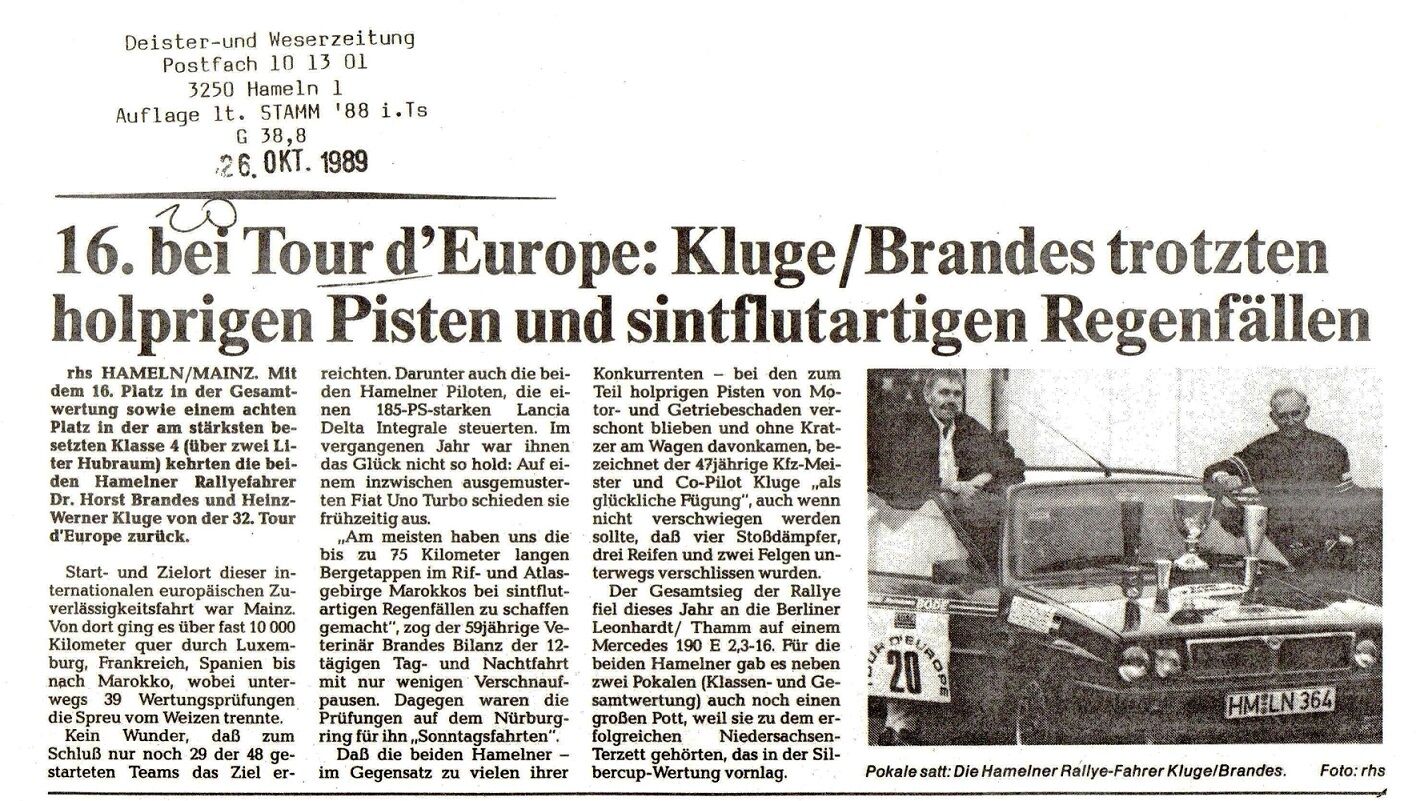 Deister-und Weserzeitung
Postfach 10 13 01
3250 Hameln 1
Auflage lt. STAMM '88 i.Ts
G 38,8
26. OKT. 1989
16. bei Tour d'Europe: Kluge/Brandes trotzten
holprigen Pisten und sintflutartigen Regenfällen
rhs HAMELN/MAINZ. Mit
dem 16. Platz in der Gesamt-
wertung sowie einem achten
Platz in der am stärksten be-
setzten Klasse 4 (über zwei Li-
ter Hubraum) kehrten die bei-
den Hamelner Rallyefahrer
Dr. Horst Brandes und Heinz-
Werner Kluge von der 32. Tour
d'Europe zurück.
Start- und Zielort dieser in-
ternationalen europäischen Zu-
verlässigkeitsfahrt war Mainz.
Von dort ging es über fast 10 000
Kilometer quer durch Luxem-
burg, Frankreich, Spanien bis
nach Marokko, wobei unter-
wegs 39 Wertungsprüfungen
die Spreu vom Weizen trennte.
Kein Wunder, daß zum
Schluß nur noch 29 der 48 ge-
starteten Teams das Ziel er-
reichten. Darunter auch die bei-
den Hamelner Piloten, die ei-
nen 185-PS-starken Lancia
Delta Integrale steuerten. Im
vergangenen Jahr war ihnen
das Glück nicht so hold: Auf ei-
nem inzwischen ausgemuster-
ten Fiat Uno Turbo schieden sie
frühzeitig aus.
„Am meisten haben uns die
bis zu 75 Kilometer langen
Bergetappen im Rif- und Atlas-
gebirge Marokkos bei sintflut-
artigen Regenfällen zu schaffen
gemacht“, zog der 59jährige Ve-
terinär Brandes Bilanz der 12-
tägigen Tag- und Nachtfahrt
mit nur wenigen Verschnauf-
pausen. Dagegen waren die
Prüfungen auf dem Nürburg-
ring für ihn „Sonntagsfahrten“.
Daß die beiden Hamelner –
im Gegensatz zu vielen ihrer
Konkurrenten – bei den zum
Teil holprigen Pisten von Mo-
tor- und Getriebeschaden ver-
schont blieben und ohne Krat-
zer am Wagen davonkamen, be-
zeichnet der 47jährige Kfz-Mei-
ster und Co-Pilot Kluge „als
glückliche Fügung“, auch wenn
nicht verschwiegen werden
sollte, daß vier Stoßdämpfer,
drei Reifen und zwei Felgen un-
terwegs verschlissen wurden.
Der Gesamtsieg der Rallye
fiel dieses Jahr an die Berliner
Leonhardt/ Thamm auf einem
Mercedes 190 E 2,3-16. Für die
beiden Hamelner gab es neben
zwei Pokalen (Klassen- und Ge-
samtwertung) auch noch einen
großen Pott, weil sie zu dem er-
folgreichen Niedersachsen-
Terzett gehörten, das in der Sil-
bercup-Wertung vornlag.
TOUR D'EUROPE
20
HM LN 364
Pokale satt: Die Hamelner Rallye-Fahrer Kluge/Brandes. Foto: rhs